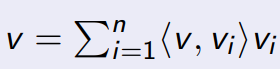 v = ∑ⁿᵢ₌₁⟨v, vᵢ⟩vᵢ